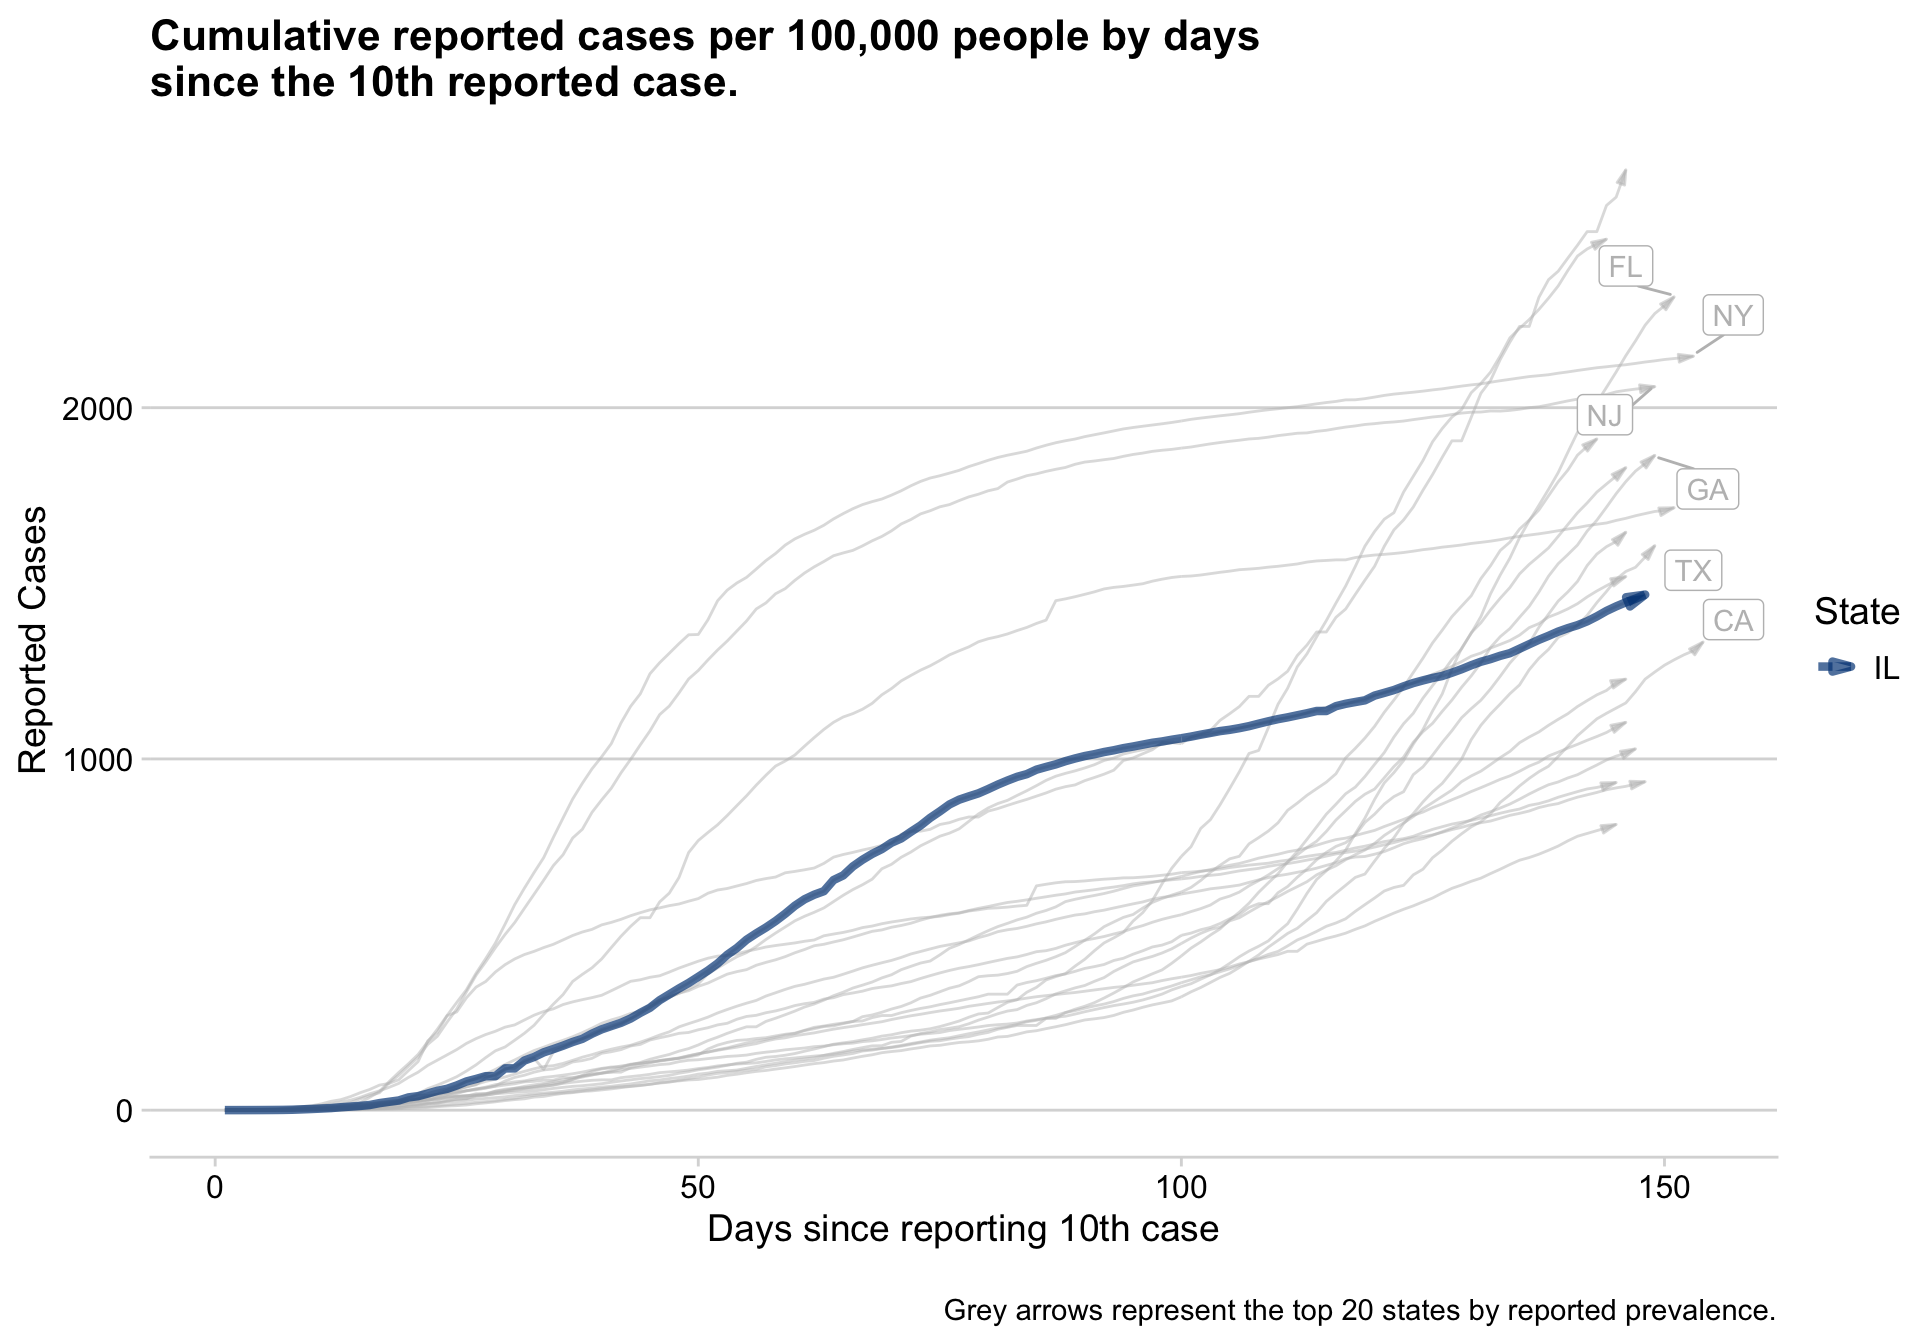 Cumulative reported cases per 100,000 people by days
since the 10th reported case.
FL
NY
2000
NJ
GA
Reported Cases
TX
State
CA
IL
1000
0
0 50 100 150
Days since reporting 10th case
Grey arrows represent the top 20 states by reported prevalence.